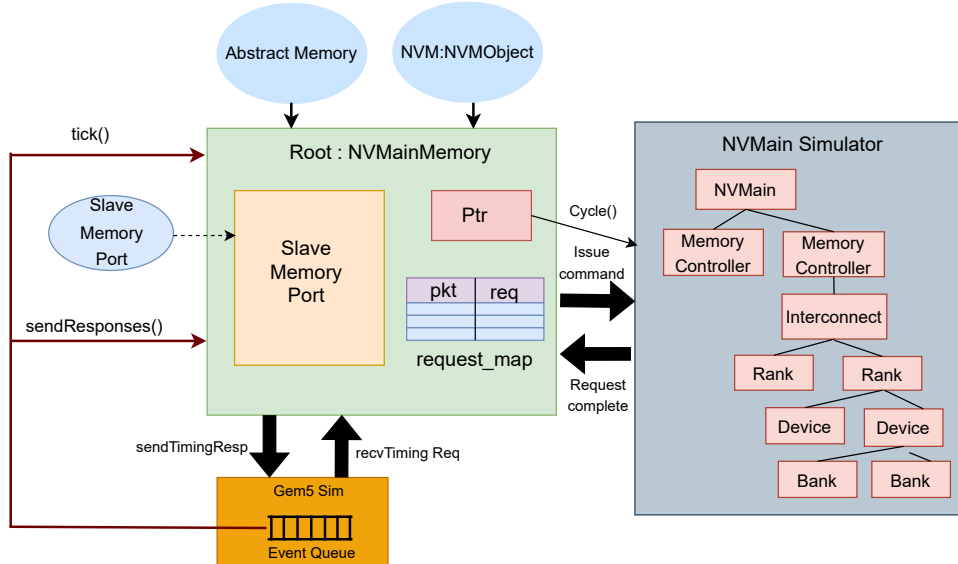 Abstract Memory
NVM:NVMObject
tick()
Root : NVMainMemory
NVMain Simulator
Slave
Memory
Port
Slave
Memory
Port
Ptr
Cycle()
NVMain
Memory
Controller
Memory
Controller
Issue
command
pkt req
request_map
Interconnect
sendResponses()
Request
complete
Rank
Rank
Device
Device
Bank
Bank
sendTimingResp
recvTiming Req
Gem5 Sim
Event Queue